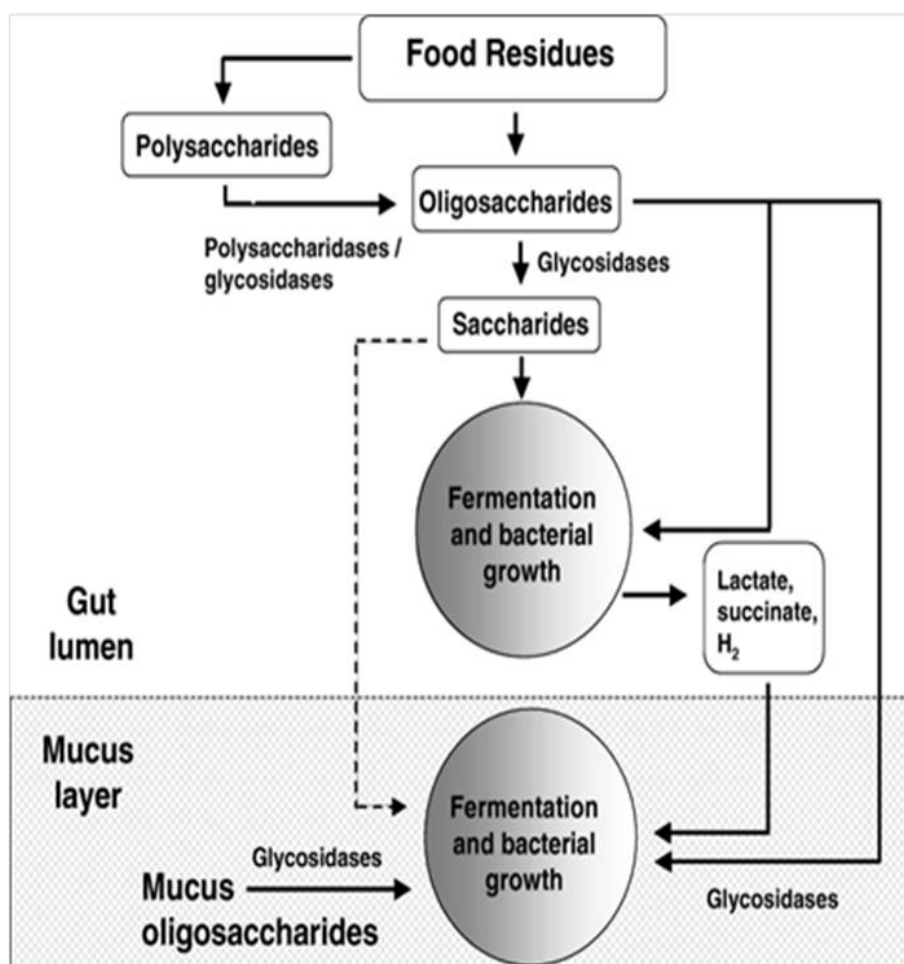 Food Residues
Polysaccharides
Oligosaccharides
Polysaccharidases /
glycosidases
Glycosidases
Saccharides
Fermentation
and bacterial
growth
Lactate,
succinate,
H₂
Gut
lumen
Mucus
layer
Fermentation
and bacterial
growth
Glycosidases
Mucus
oligosaccharides
Glycosidases